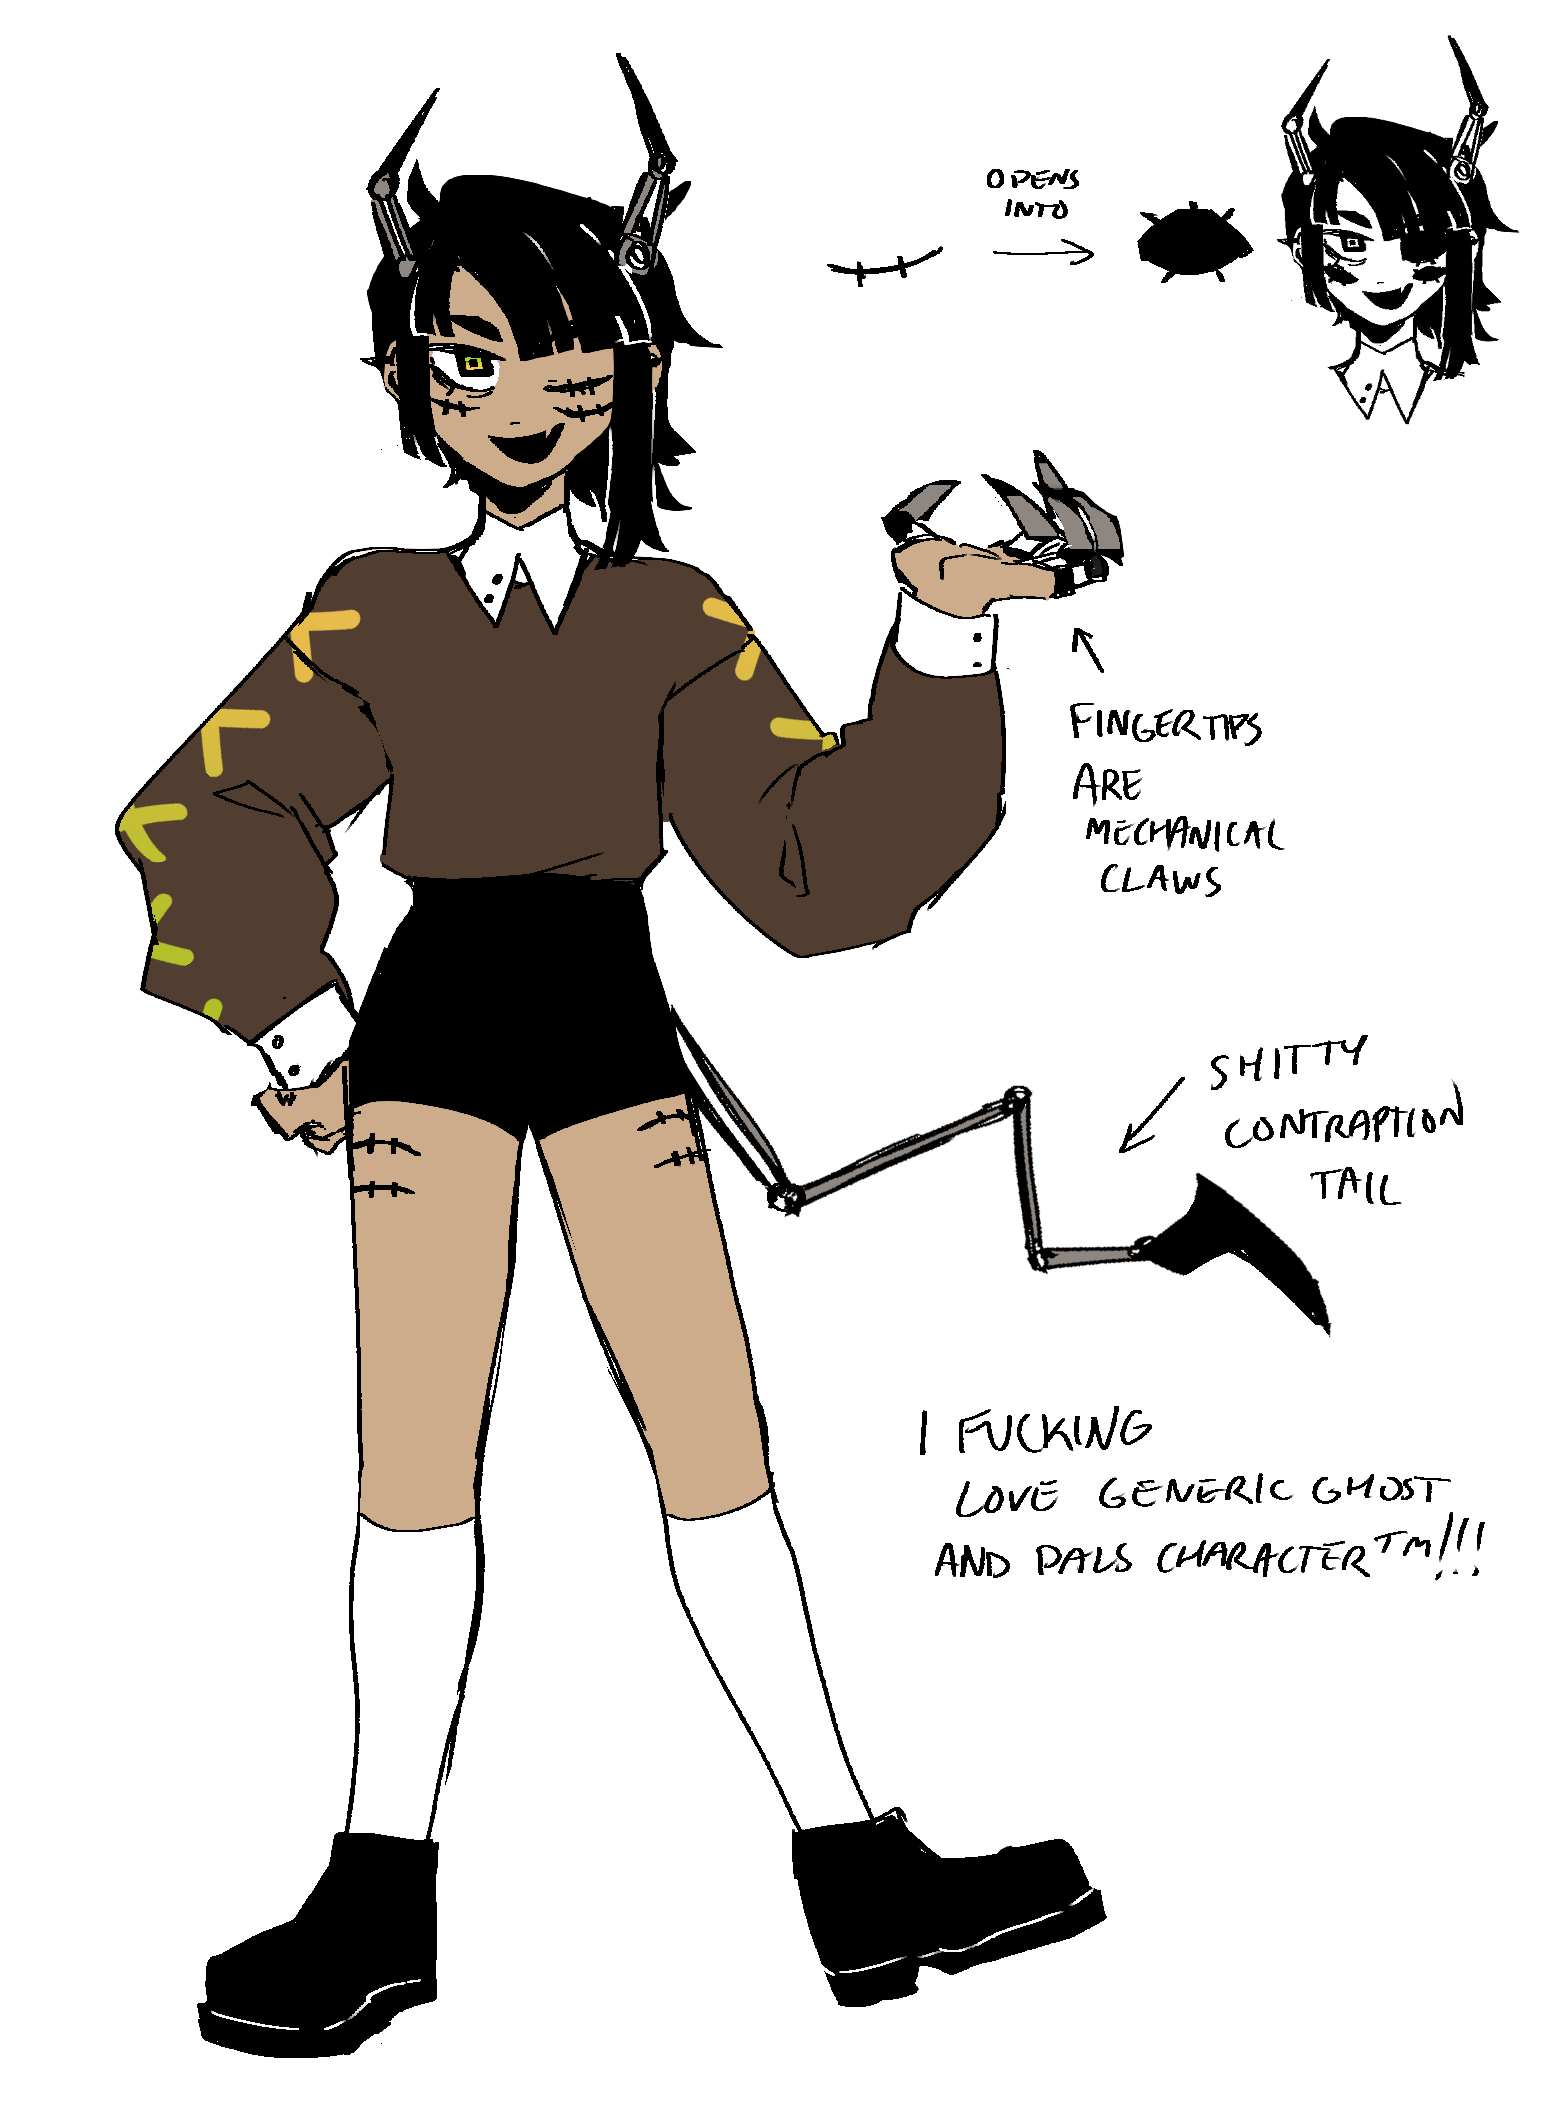 OPENS
INTO
FINGERTIPS
ARE
MECHANICAL
CLAWS
SHITTY
CONTRAPTION
TAIL
I FUCKING
LOVE GENERIC GHOST
AND PALS CHARACTER™!!!